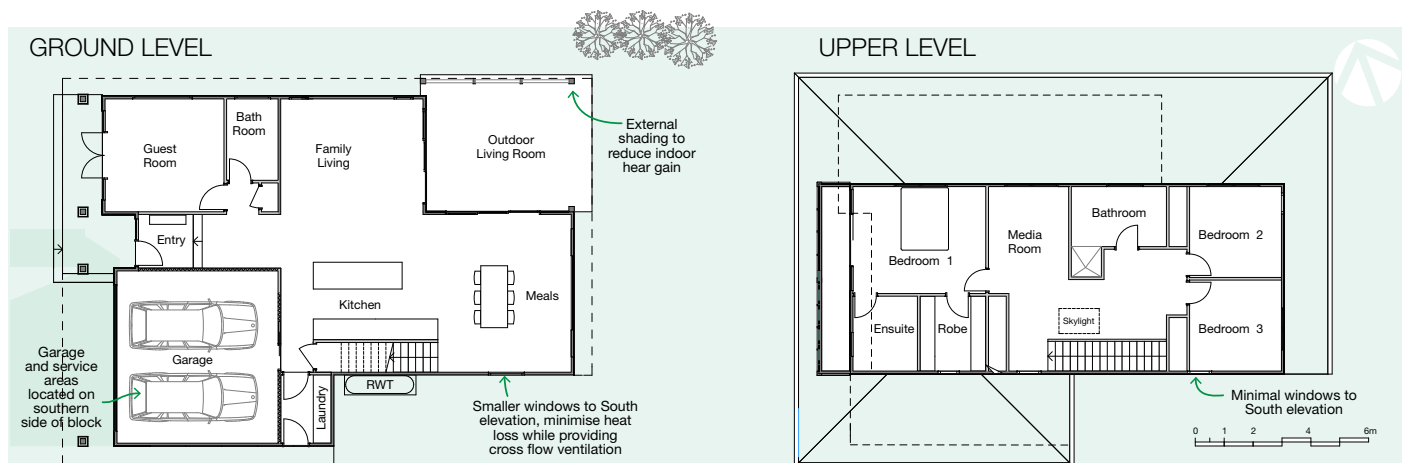 GROUND LEVEL
Guest
Room
Bath
Room
Family
Living
Outdoor
Living Room
External
shading to
reduce indoor
hear gain
Entry
Kitchen
Meals
Garage
Garage
and service
areas
located on
southern
side of block
Laundry
RWT
Smaller windows to South
elevation, minimise heat
loss while providing
cross flow ventilation
UPPER LEVEL
Bedroom 1
Media
Room
Bathroom
Bedroom 2
Ensuite
Robe
Skylight
Bedroom 3
Minimal windows to
South elevation
0 1 2 4 6m